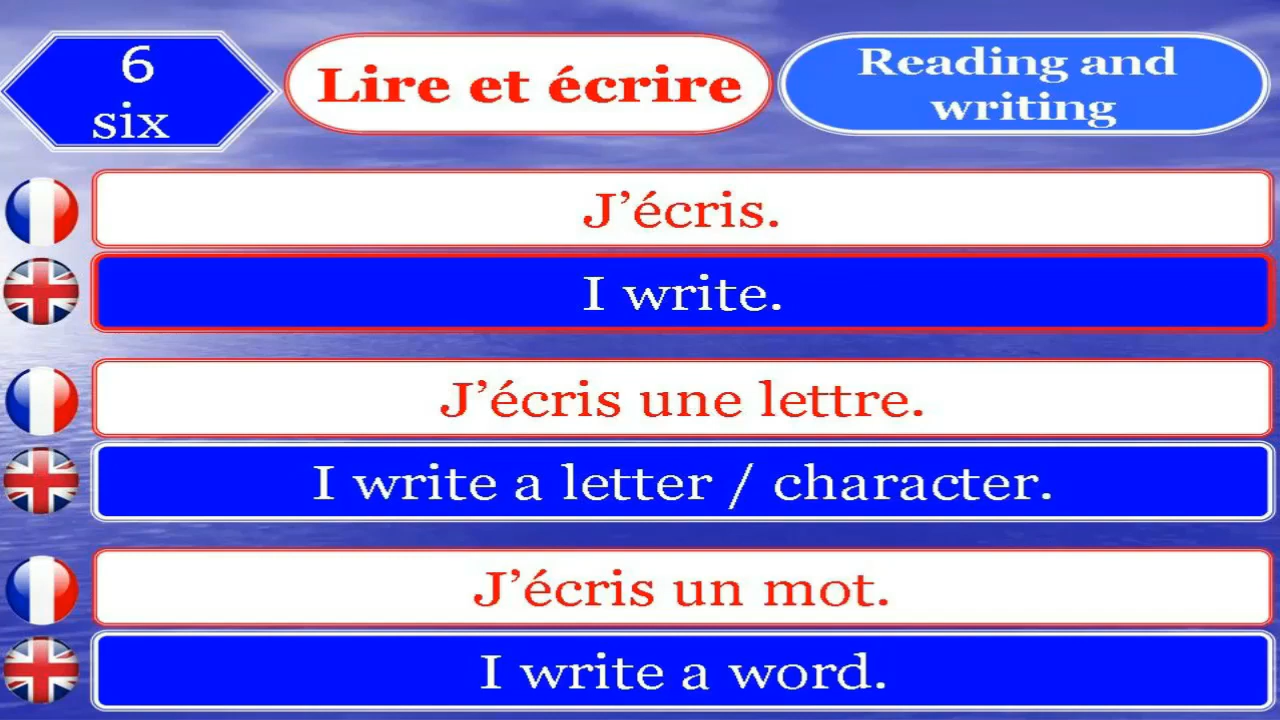 6
six
Lire et écrire
Reading and
writing
J’écris.
I write.
J’écris une lettre.
I write a letter / character.
J’écris un mot.
I write a word.